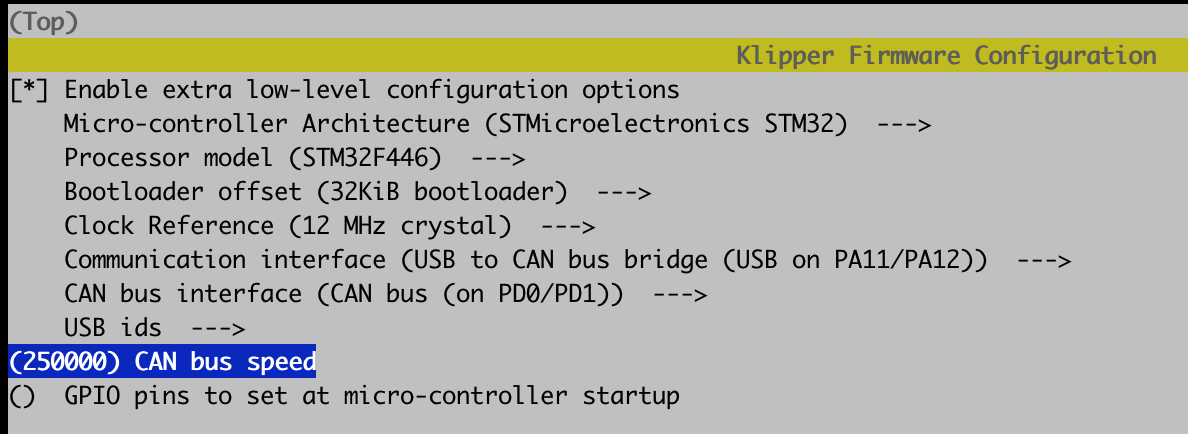 (Top)
Klipper Firmware Configuration
[*] Enable extra low-level configuration options
Micro-controller Architecture (STMicroelectronics STM32)  --->
Processor model (STM32F446)  --->
Bootloader offset (32KiB bootloader)  --->
Clock Reference (12 MHz crystal)  --->
Communication interface (USB to CAN bus bridge (USB on PA11/PA12))  --->
CAN bus interface (CAN bus (on PD0/PD1))  --->
USB ids  --->
(250000) CAN bus speed
()  GPIO pins to set at micro-controller startup